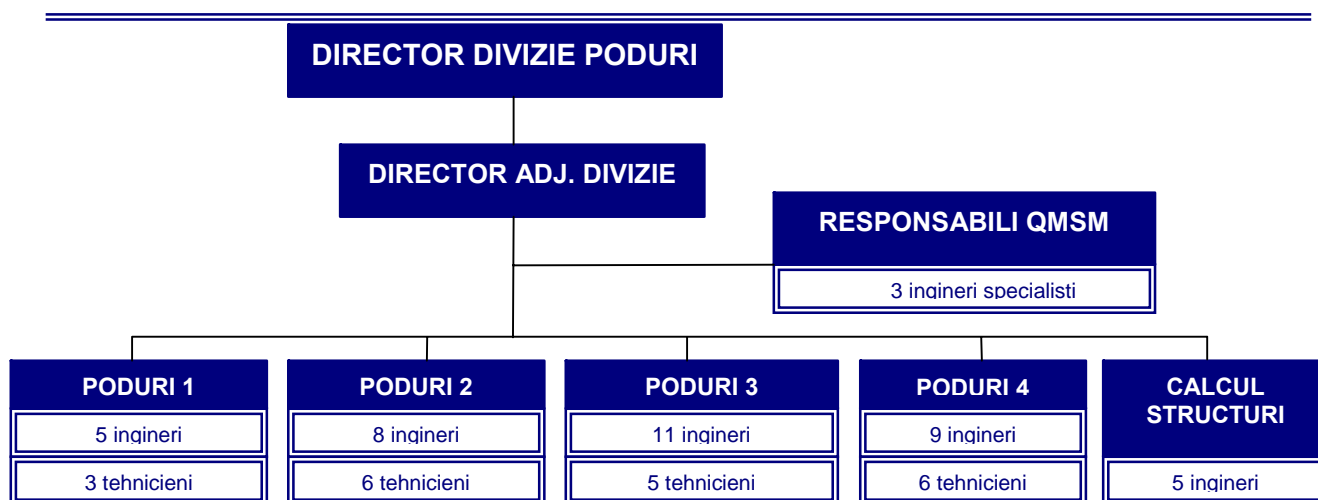 DIRECTOR DIVIZIE PODURI
DIRECTOR ADJ. DIVIZIE
RESPONSABILI QMSM
3 ingineri specialisti
PODURI 1
5 ingineri
3 tehnicieni
PODURI 2
8 ingineri
6 tehnicieni
PODURI 3
11 ingineri
5 tehnicieni
PODURI 4
9 ingineri
6 tehnicieni
CALCUL
STRUCTURI
5 ingineri